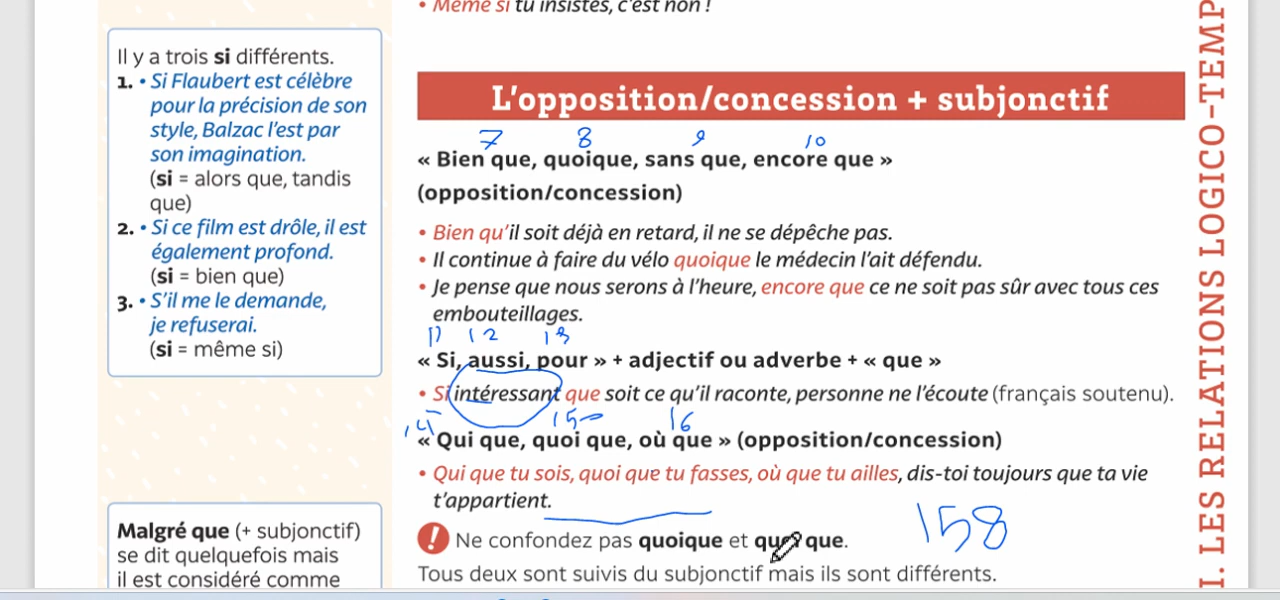 • Même si tu insistes, c'est non !
Il y a trois si différents.
1. • Si Flaubert est célèbre
pour la précision de son
style, Balzac l'est par
son imagination.
(si = alors que, tandis
que)
2. • Si ce film est drôle, il est
également profond.
(si = bien que)
3. • S'il me le demande,
je refuserai.
(si = même si)
Malgré que (+ subjonctif)
se dit quelquefois mais
il est considéré comme
L'opposition/concession + subjonctif
7 8 9 10
« Bien que, quoique, sans que, encore que »
(opposition/concession)
• Bien qu'il soit déjà en retard, il ne se dépêche pas.
• Il continue à faire du vélo quoique le médecin l'ait défendu.
• Je pense que nous serons à l'heure, encore que ce ne soit pas sûr avec tous ces
embouteillages.
11 12 13
« Si, aussi, pour » + adjectif ou adverbe + « que »
• Si intéressant que soit ce qu'il raconte, personne ne l'écoute (français soutenu).
14 15 16
« Qui que, quoi que, où que » (opposition/concession)
• Qui que tu sois, quoi que tu fasses, où que tu ailles, dis-toi toujours que ta vie
t'appartient.
158
! Ne confondez pas quoique et quoi que.
Tous deux sont suivis du subjonctif mais ils sont différents.
I. LES RELATIONS LOGICO-TEMP